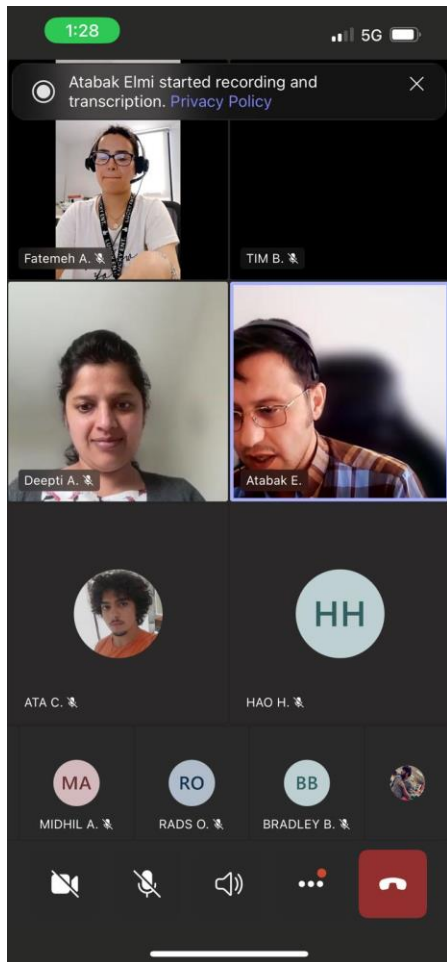 1:28
5G
Atabak Elmi started recording and
transcription. Privacy Policy
Fatemeh A.
TIM B.
Deepti A.
Atabak E.
HH
ATA C.
HAO H.
MA
RO
BB
MIDHIL A.
RADS O.
BRADLEY B.